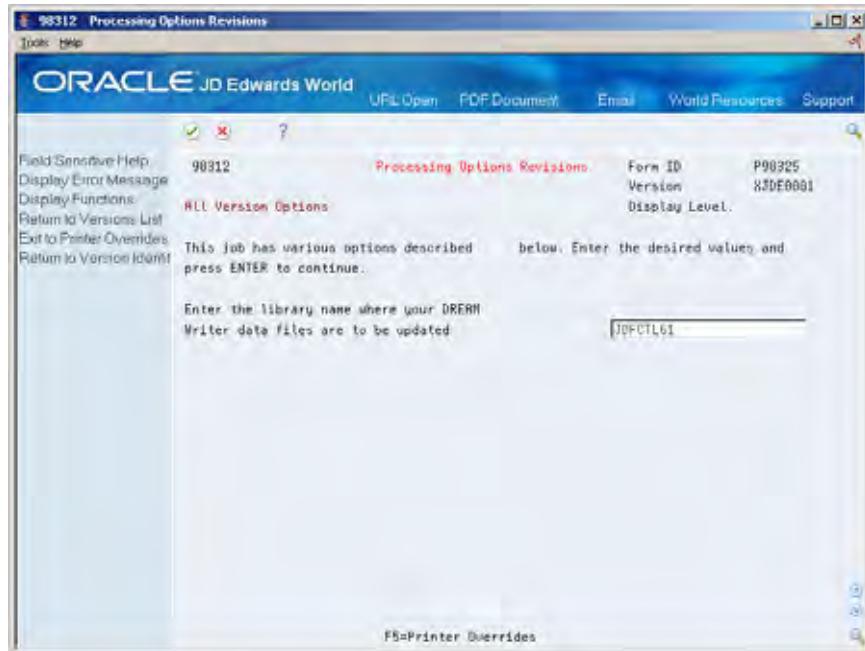 98312 Processing Options Revisions
Tools Help
ORACLE JD Edwards World
URL Open PDF Document Email World Resources Support
?
Field Sensitive Help
Display Error Message
Display Functions
Return to Versions List
Exit to Printer Overrides
Return to Version Identif
98312 Processing Options Revisions Form ID P98325
Version XJDE0001
All Version Options Display Level.
This job has various options described below. Enter the desired values and
press ENTER to continue.
Enter the library name where your DREAM
Writer data files are to be updated JDFCTL61
F5=Printer Overrides